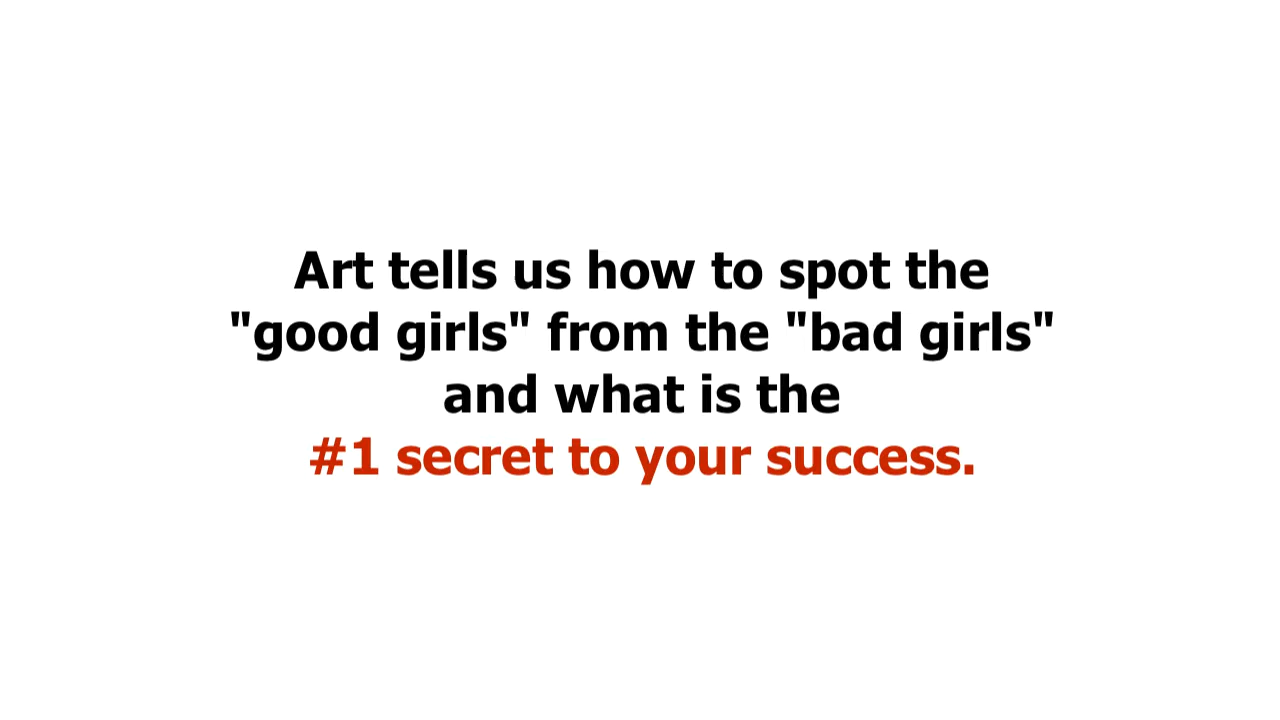 Art tells us how to spot the
"good girls" from the "bad girls"
and what is the
#1 secret to your success.